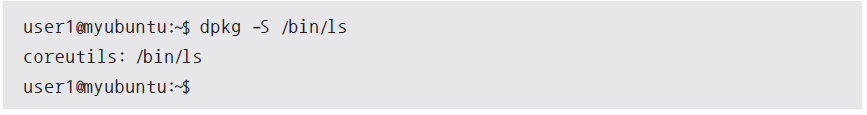 user1@myubuntu:~$ dpkg -S /bin/ls
coreutils: /bin/ls
user1@myubuntu:~$